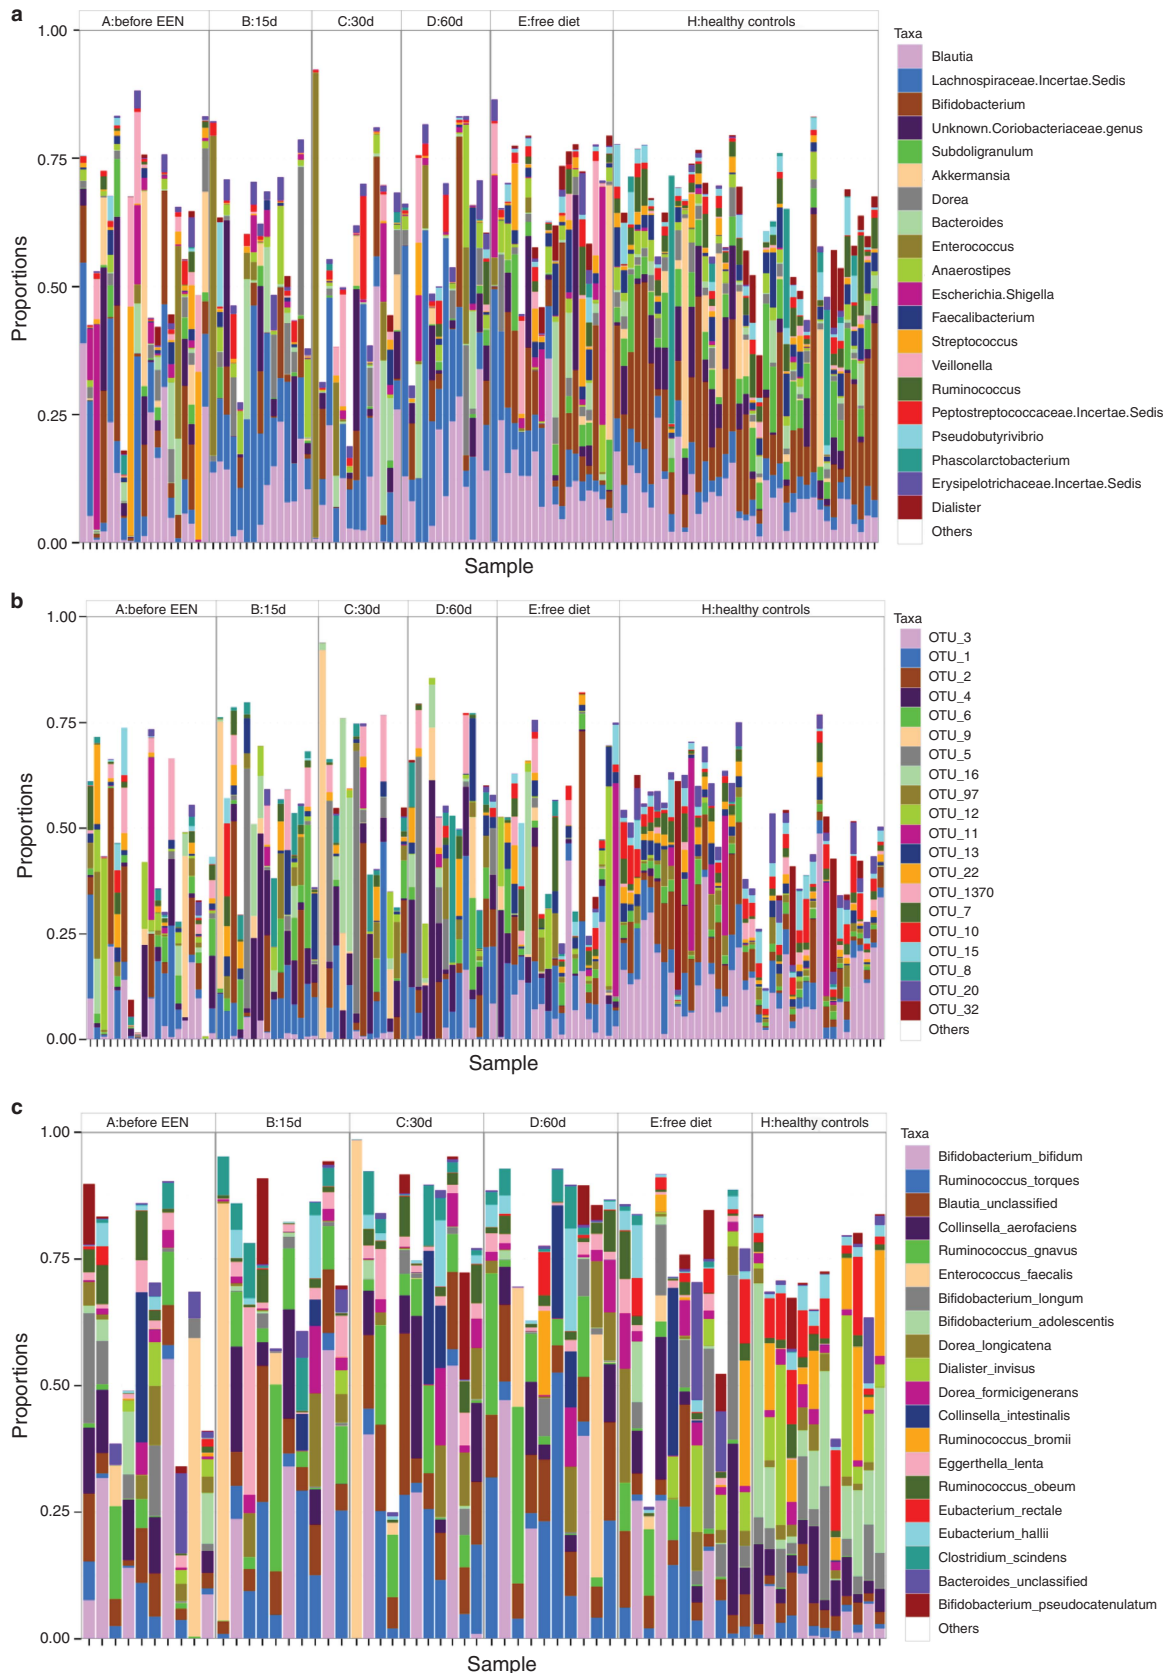 a
A:before EEN
B:15d
C:30d
D:60d
E:free diet
H:healthy controls
1.00
0.75
0.50
0.25
0.00
Proportions
Sample
Taxa
Blautia
Lachnospiraceae.Incertae.Sedis
Bifidobacterium
Unknown.Coriobacteriaceae.genus
Subdoligranulum
Akkermansia
Dorea
Bacteroides
Enterococcus
Anaerostipes
Escherichia.Shigella
Faecalibacterium
Streptococcus
Veillonella
Ruminococcus
Peptostreptococcaceae.Incertae.Sedis
Pseudobutyrivibrio
Phascolarctobacterium
Erysipelotrichaceae.Incertae.Sedis
Dialister
Others
b
A:before EEN
B:15d
C:30d
D:60d
E:free diet
H:healthy controls
1.00
0.75
0.50
0.25
0.00
Proportions
Sample
Taxa
OTU_3
OTU_1
OTU_2
OTU_4
OTU_6
OTU_9
OTU_5
OTU_16
OTU_97
OTU_12
OTU_11
OTU_13
OTU_22
OTU_1370
OTU_7
OTU_10
OTU_15
OTU_8
OTU_20
OTU_32
Others
c
A:before EEN
B:15d
C:30d
D:60d
E:free diet
H:healthy controls
1.00
0.75
0.50
0.25
0.00
Proportions
Sample
Taxa
Bifidobacterium_bifidum
Ruminococcus_torques
Blautia_unclassified
Collinsella_aerofaciens
Ruminococcus_gnavus
Enterococcus_faecalis
Bifidobacterium_longum
Bifidobacterium_adolescentis
Dorea_longicatena
Dialister_invisus
Dorea_formicigenerans
Collinsella_intestinalis
Ruminococcus_bromii
Eggerthella_lenta
Ruminococcus_obeum
Eubacterium_rectale
Eubacterium_hallii
Clostridium_scindens
Bacteroides_unclassified
Bifidobacterium_pseudocatenulatum
Others